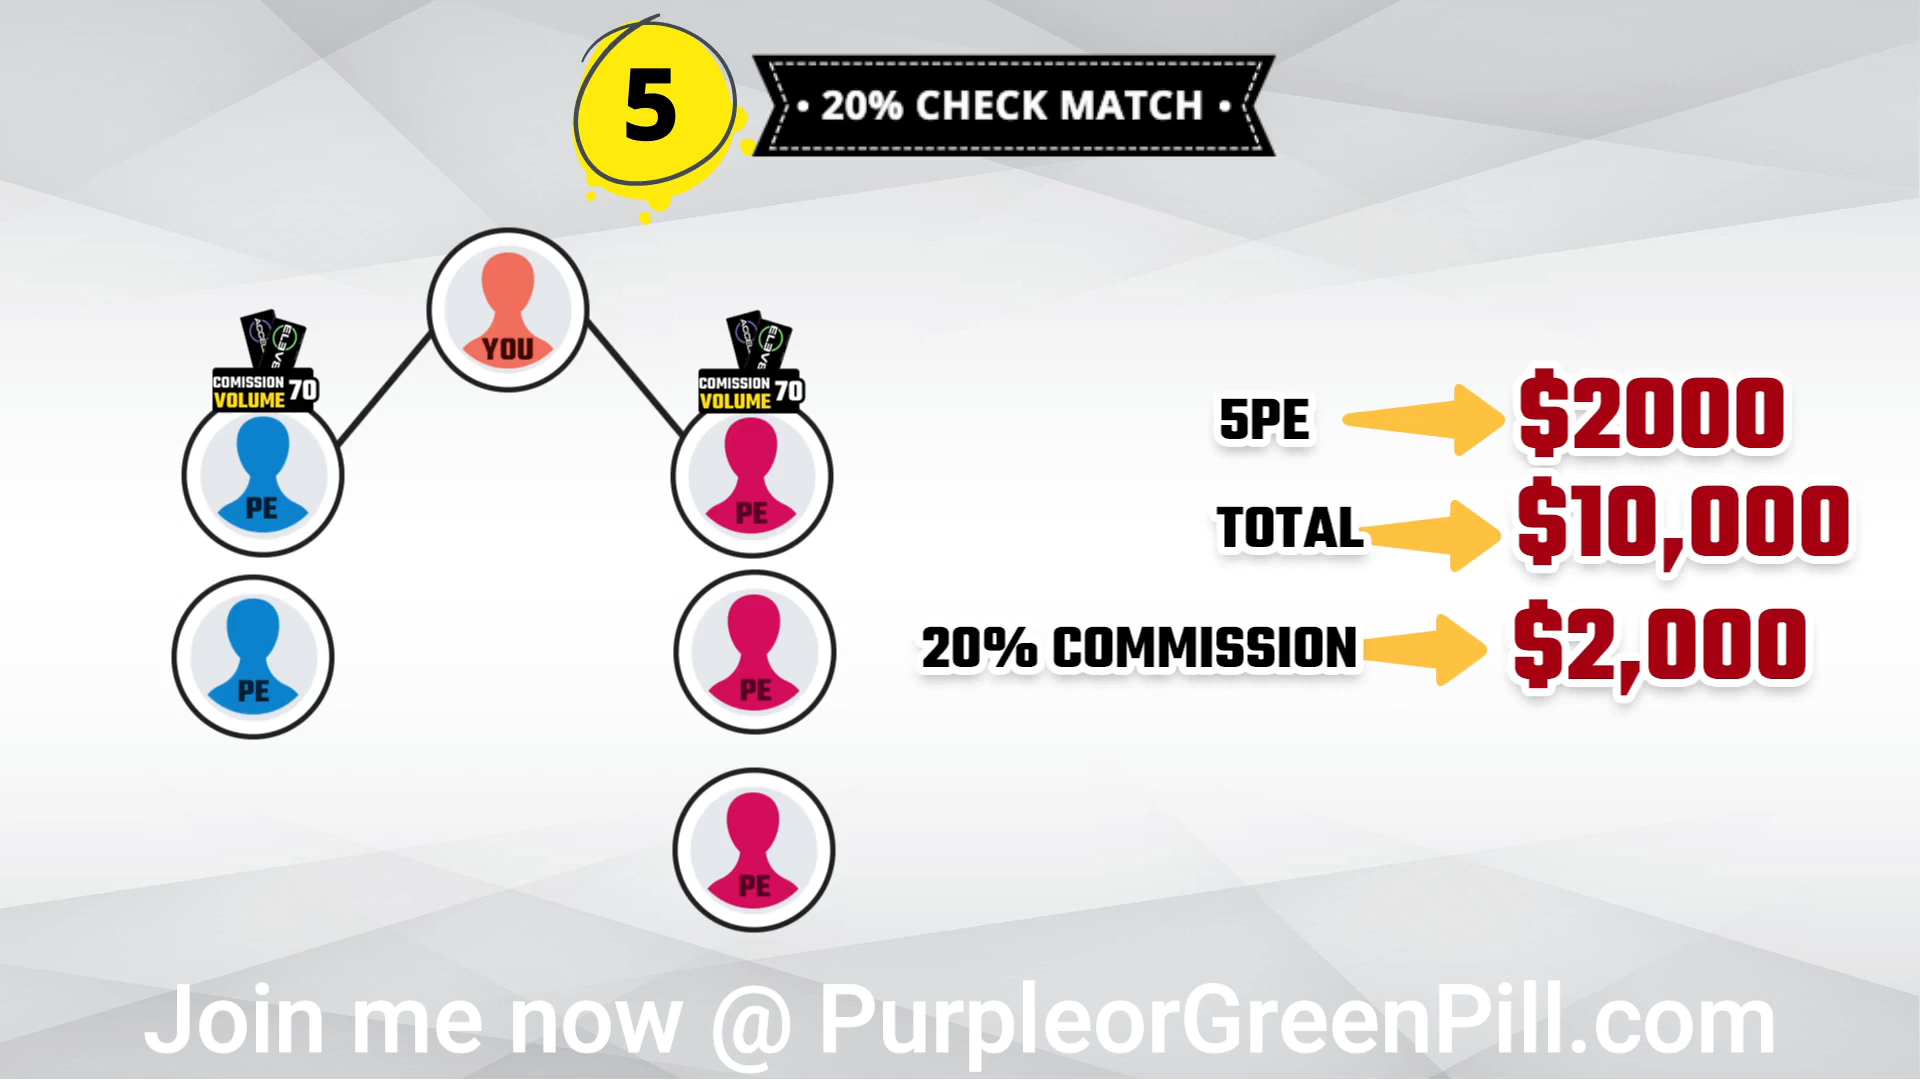 5
• 20% CHECK MATCH •
YOU
COMISSION
VOLUME 70
COMISSION
VOLUME 70
PE
PE
5PE $2000
TOTAL $10,000
PE
PE
20% COMMISSION $2,000
PE
Join me now @ PurpleorGreenPill.com